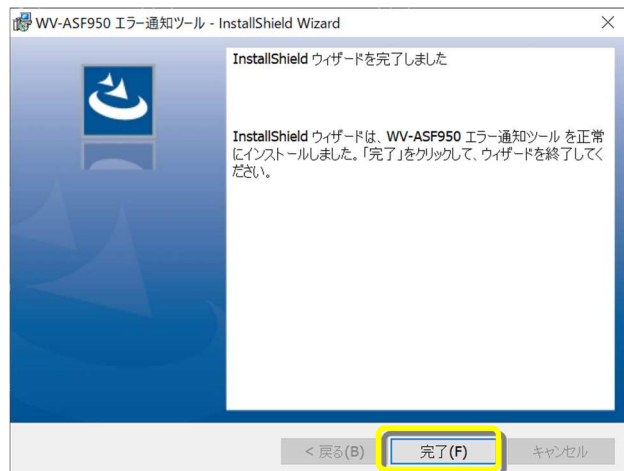 WV-ASF950 エラー通知ツール - InstallShield Wizard
InstallShield ウィザードを完了しました
InstallShield ウィザードは、WV-ASF950 エラー通知ツール を正常
にインストールしました。「完了」をクリックして、ウィザードを終了してく
ださい。
< 戻る(B)
完了(F)
キャンセル